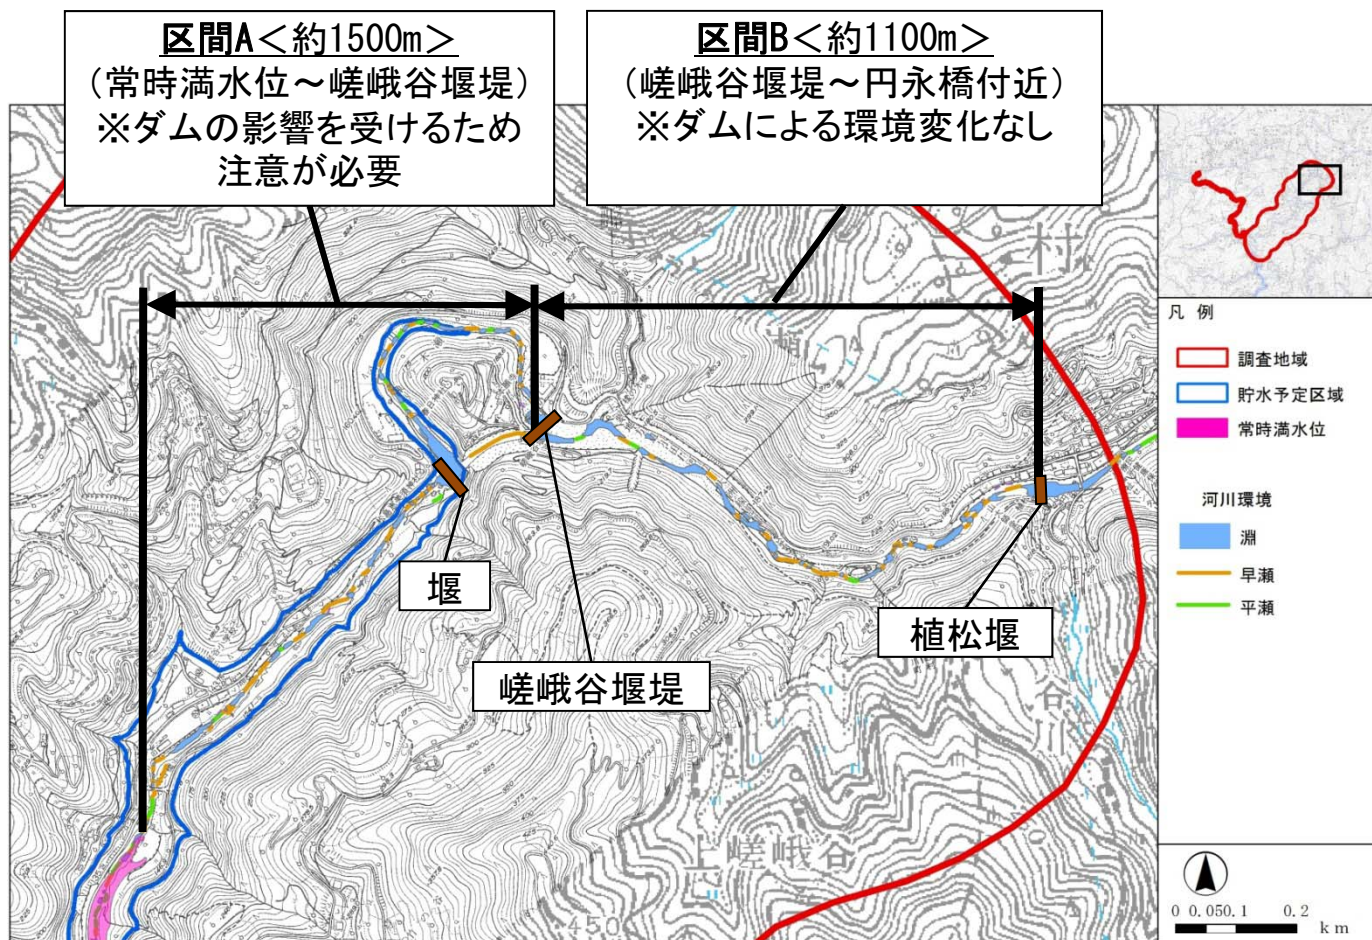 区間A＜約1500m＞
（常時満水位～嵯峨谷堰堤）
※ダムの影響を受けるため
注意が必要
区間B＜約1100m＞
（嵯峨谷堰堤～円永橋付近）
※ダムによる環境変化なし
村
凡 例
調査地域
貯水予定区域
常時満水位
河川環境
淵
早瀬
平瀬
堰
嵯峨谷堰堤
植松堰
谷
川
上嵯峨谷
450
0 0.050.1 0.2
km